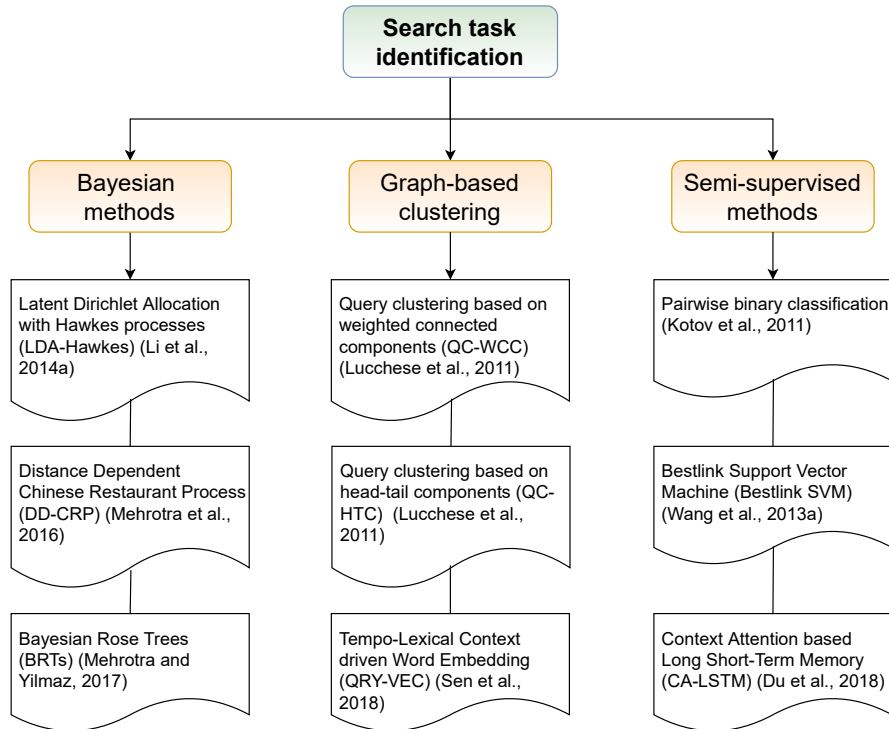 Search task
identification
Bayesian
methods
Graph-based
clustering
Semi-supervised
methods
Latent Dirichlet Allocation
with Hawkes processes
(LDA-Hawkes) (Li et al.,
2014a)
Query clustering based on
weighted connected
components (QC-WCC)
(Lucchese et al., 2011)
Pairwise binary classification
(Kotov et al., 2011)
Distance Dependent
Chinese Restaurant Process
(DD-CRP) (Mehrotra et al.,
2016)
Query clustering based on
head-tail components (QC-
HTC) (Lucchese et al.,
2011)
Bestlink Support Vector
Machine (Bestlink SVM)
(Wang et al., 2013a)
Bayesian Rose Trees
(BRTs) (Mehrotra and
Yilmaz, 2017)
Tempo-Lexical Context
driven Word Embedding
(QRY-VEC) (Sen et al.,
2018)
Context Attention based
Long Short-Term Memory
(CA-LSTM) (Du et al., 2018)